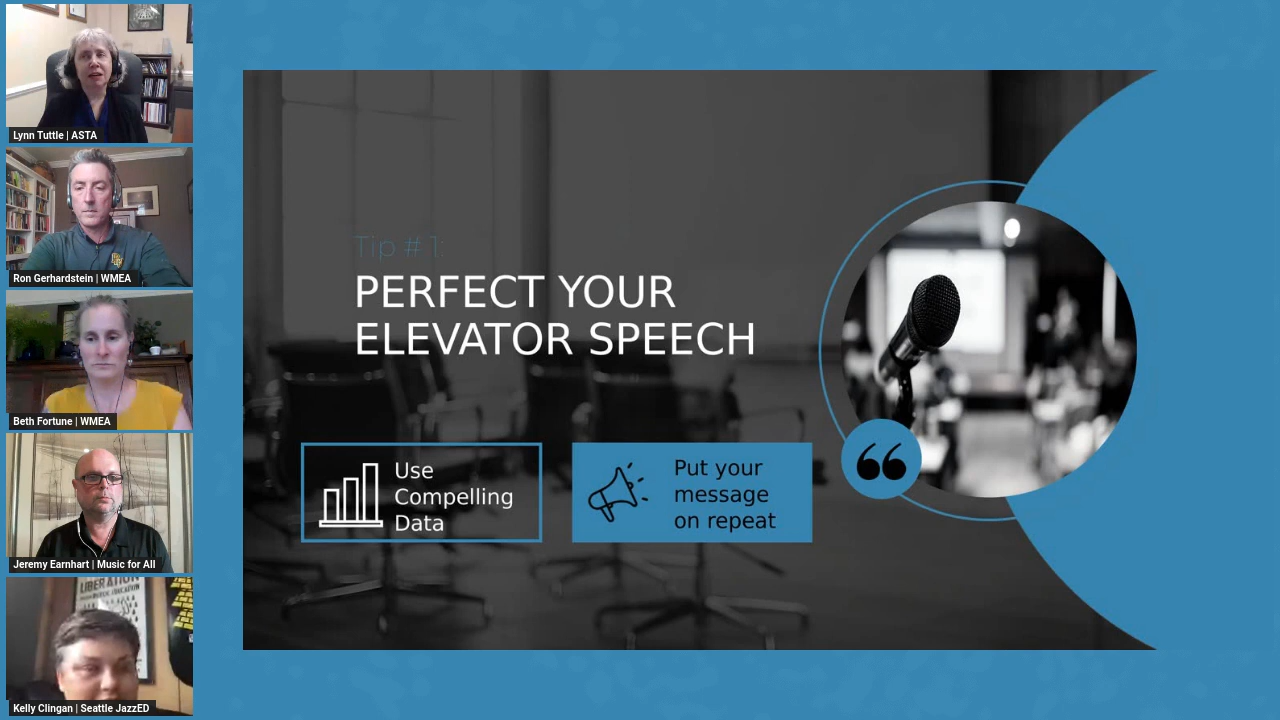 Lynn Tuttle | ASTA
Ron Gerhardstein | WMEA
Beth Fortune | WMEA
Jeremy Earnhart | Music for All
LIBERATION
Kelly Clingan | Seattle JazzED
Tip # 1:
PERFECT YOUR
ELEVATOR SPEECH
Use
Compelling
Data
Put your
message
on repeat